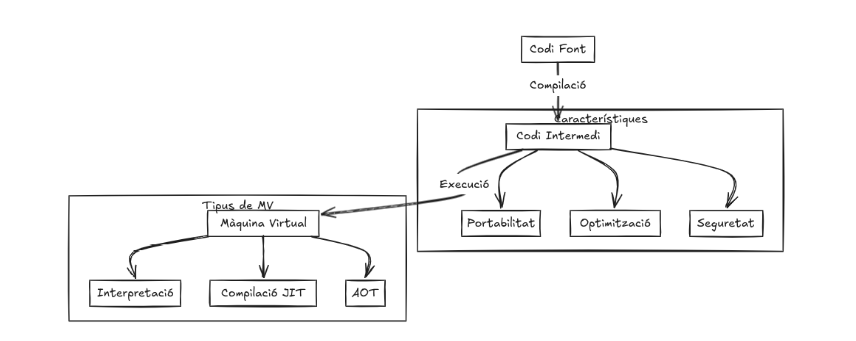 Codi Font
Compilació
Característiques
Codi Intermedi
Execució
Portabilitat
Optimització
Seguretat
Tipus de MV
Màquina Virtual
Interpretació
Compilació JIT
AOT